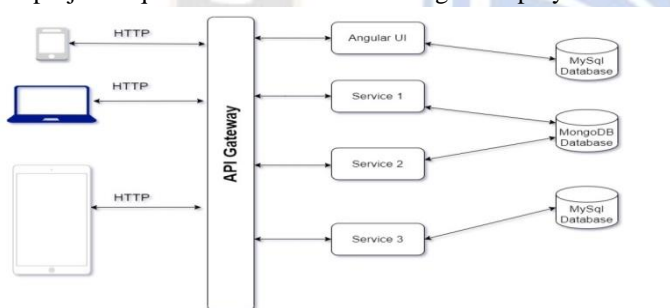 HTTP
HTTP
HTTP
API Gateway
Angular UI
Service 1
Service 2
Service 3
MySql
Database
MongoDB
Database
MySql
Database